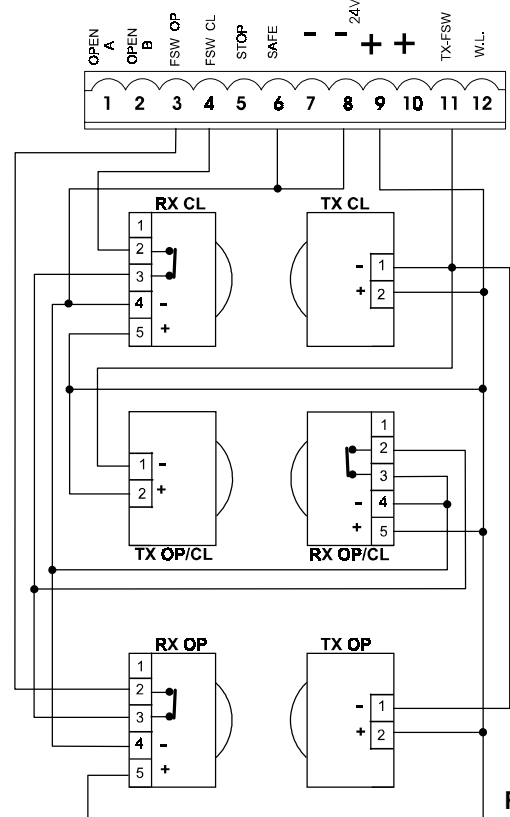 OPEN A
OPEN B
FSW OP
FSW CL
STOP
SAFE
-
- 24V
+
+
TX-FSW
W.L.
1 2 3 4 5 6 7 8 9 10 11 12
RX CL
1
2
3
4 -
5 +
TX CL
- 1
+ 2
1 -
2 +
TX OP/CL
1
2
3
- 4
+ 5
RX OP/CL
RX OP
1
2
3
4 -
5 +
TX OP
- 1
+ 2